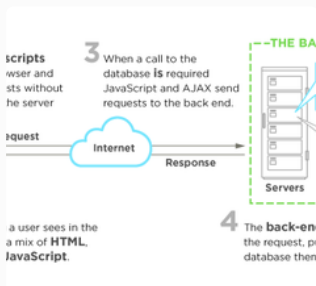 scripts
wser and
sts without
he server
3
When a call to the
database is required
JavaScript and AJAX send
requests to the back end.
THE BA
equest
Internet
Response
Servers
a user sees in the
a mix of HTML,
JavaScript.
4
The back-en
the request, p
database then